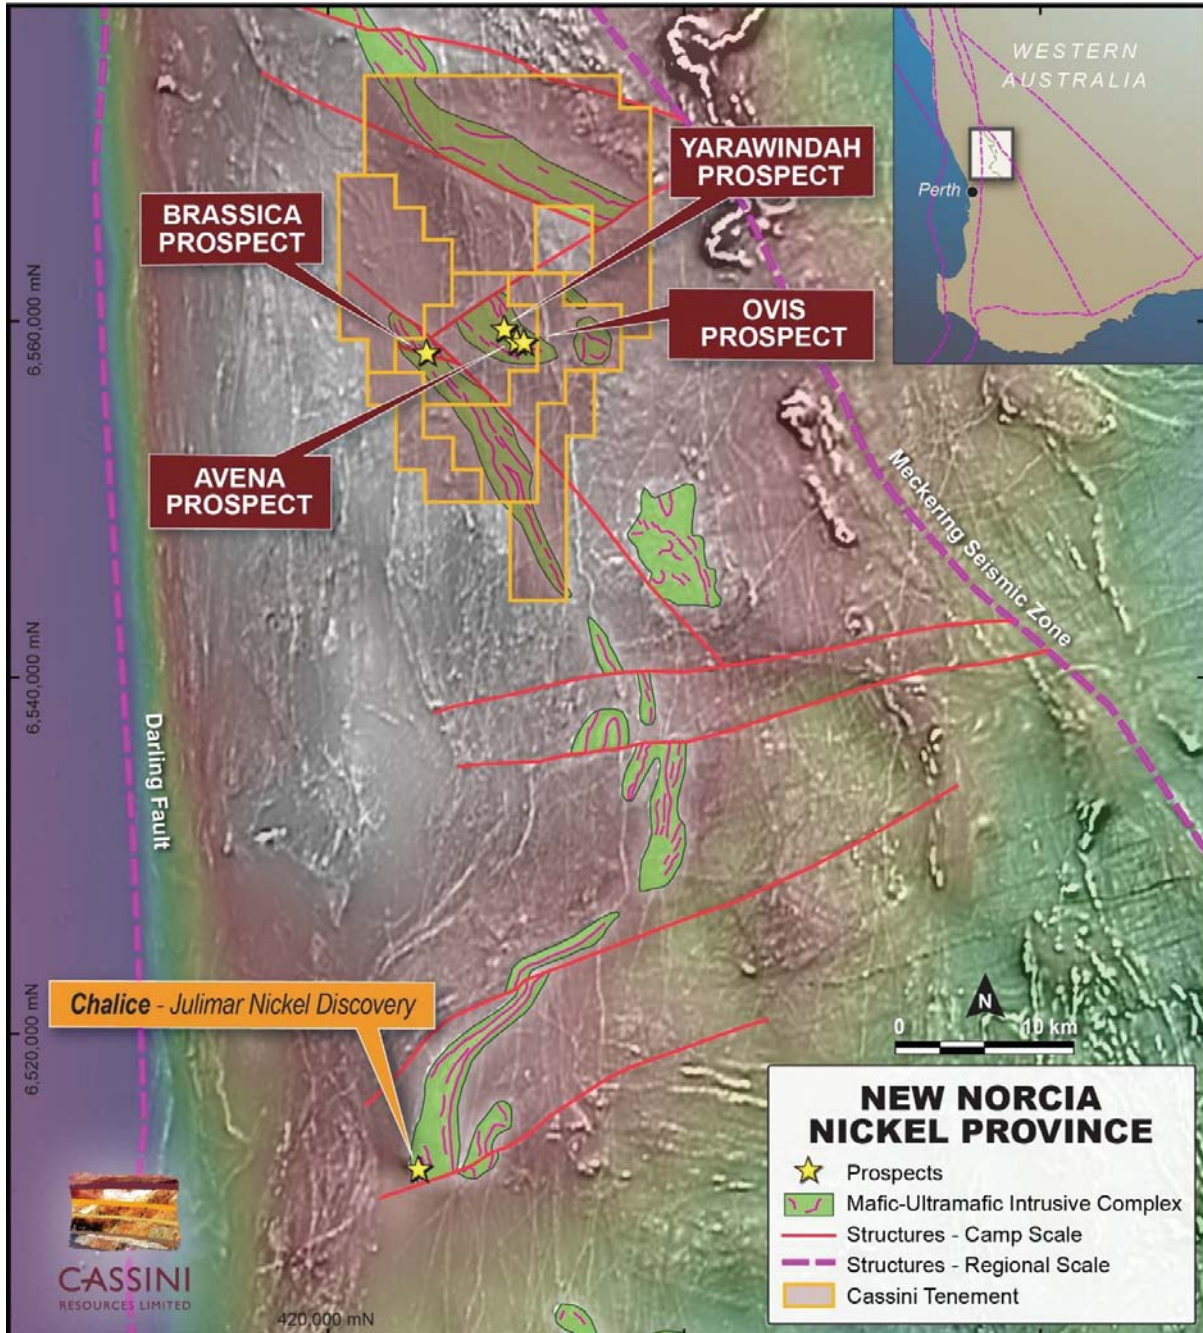 WESTERN
AUSTRALIA
Perth
YARAWINDAH
PROSPECT
BRASSICA
PROSPECT
OVIS
PROSPECT
AVENA
PROSPECT
6,560,000 mN
Meckering Seismic Zone
6,540,000 mN
Darling Fault
Chalice - Julimar Nickel Discovery
6,520,000 mN
N
0 10 km
NEW NORCIA
NICKEL PROVINCE
Prospects
Mafic-Ultramafic Intrusive Complex
Structures - Camp Scale
Structures - Regional Scale
Cassini Tenement
CASSINI
RESOURCES LIMITED
420,000 mN